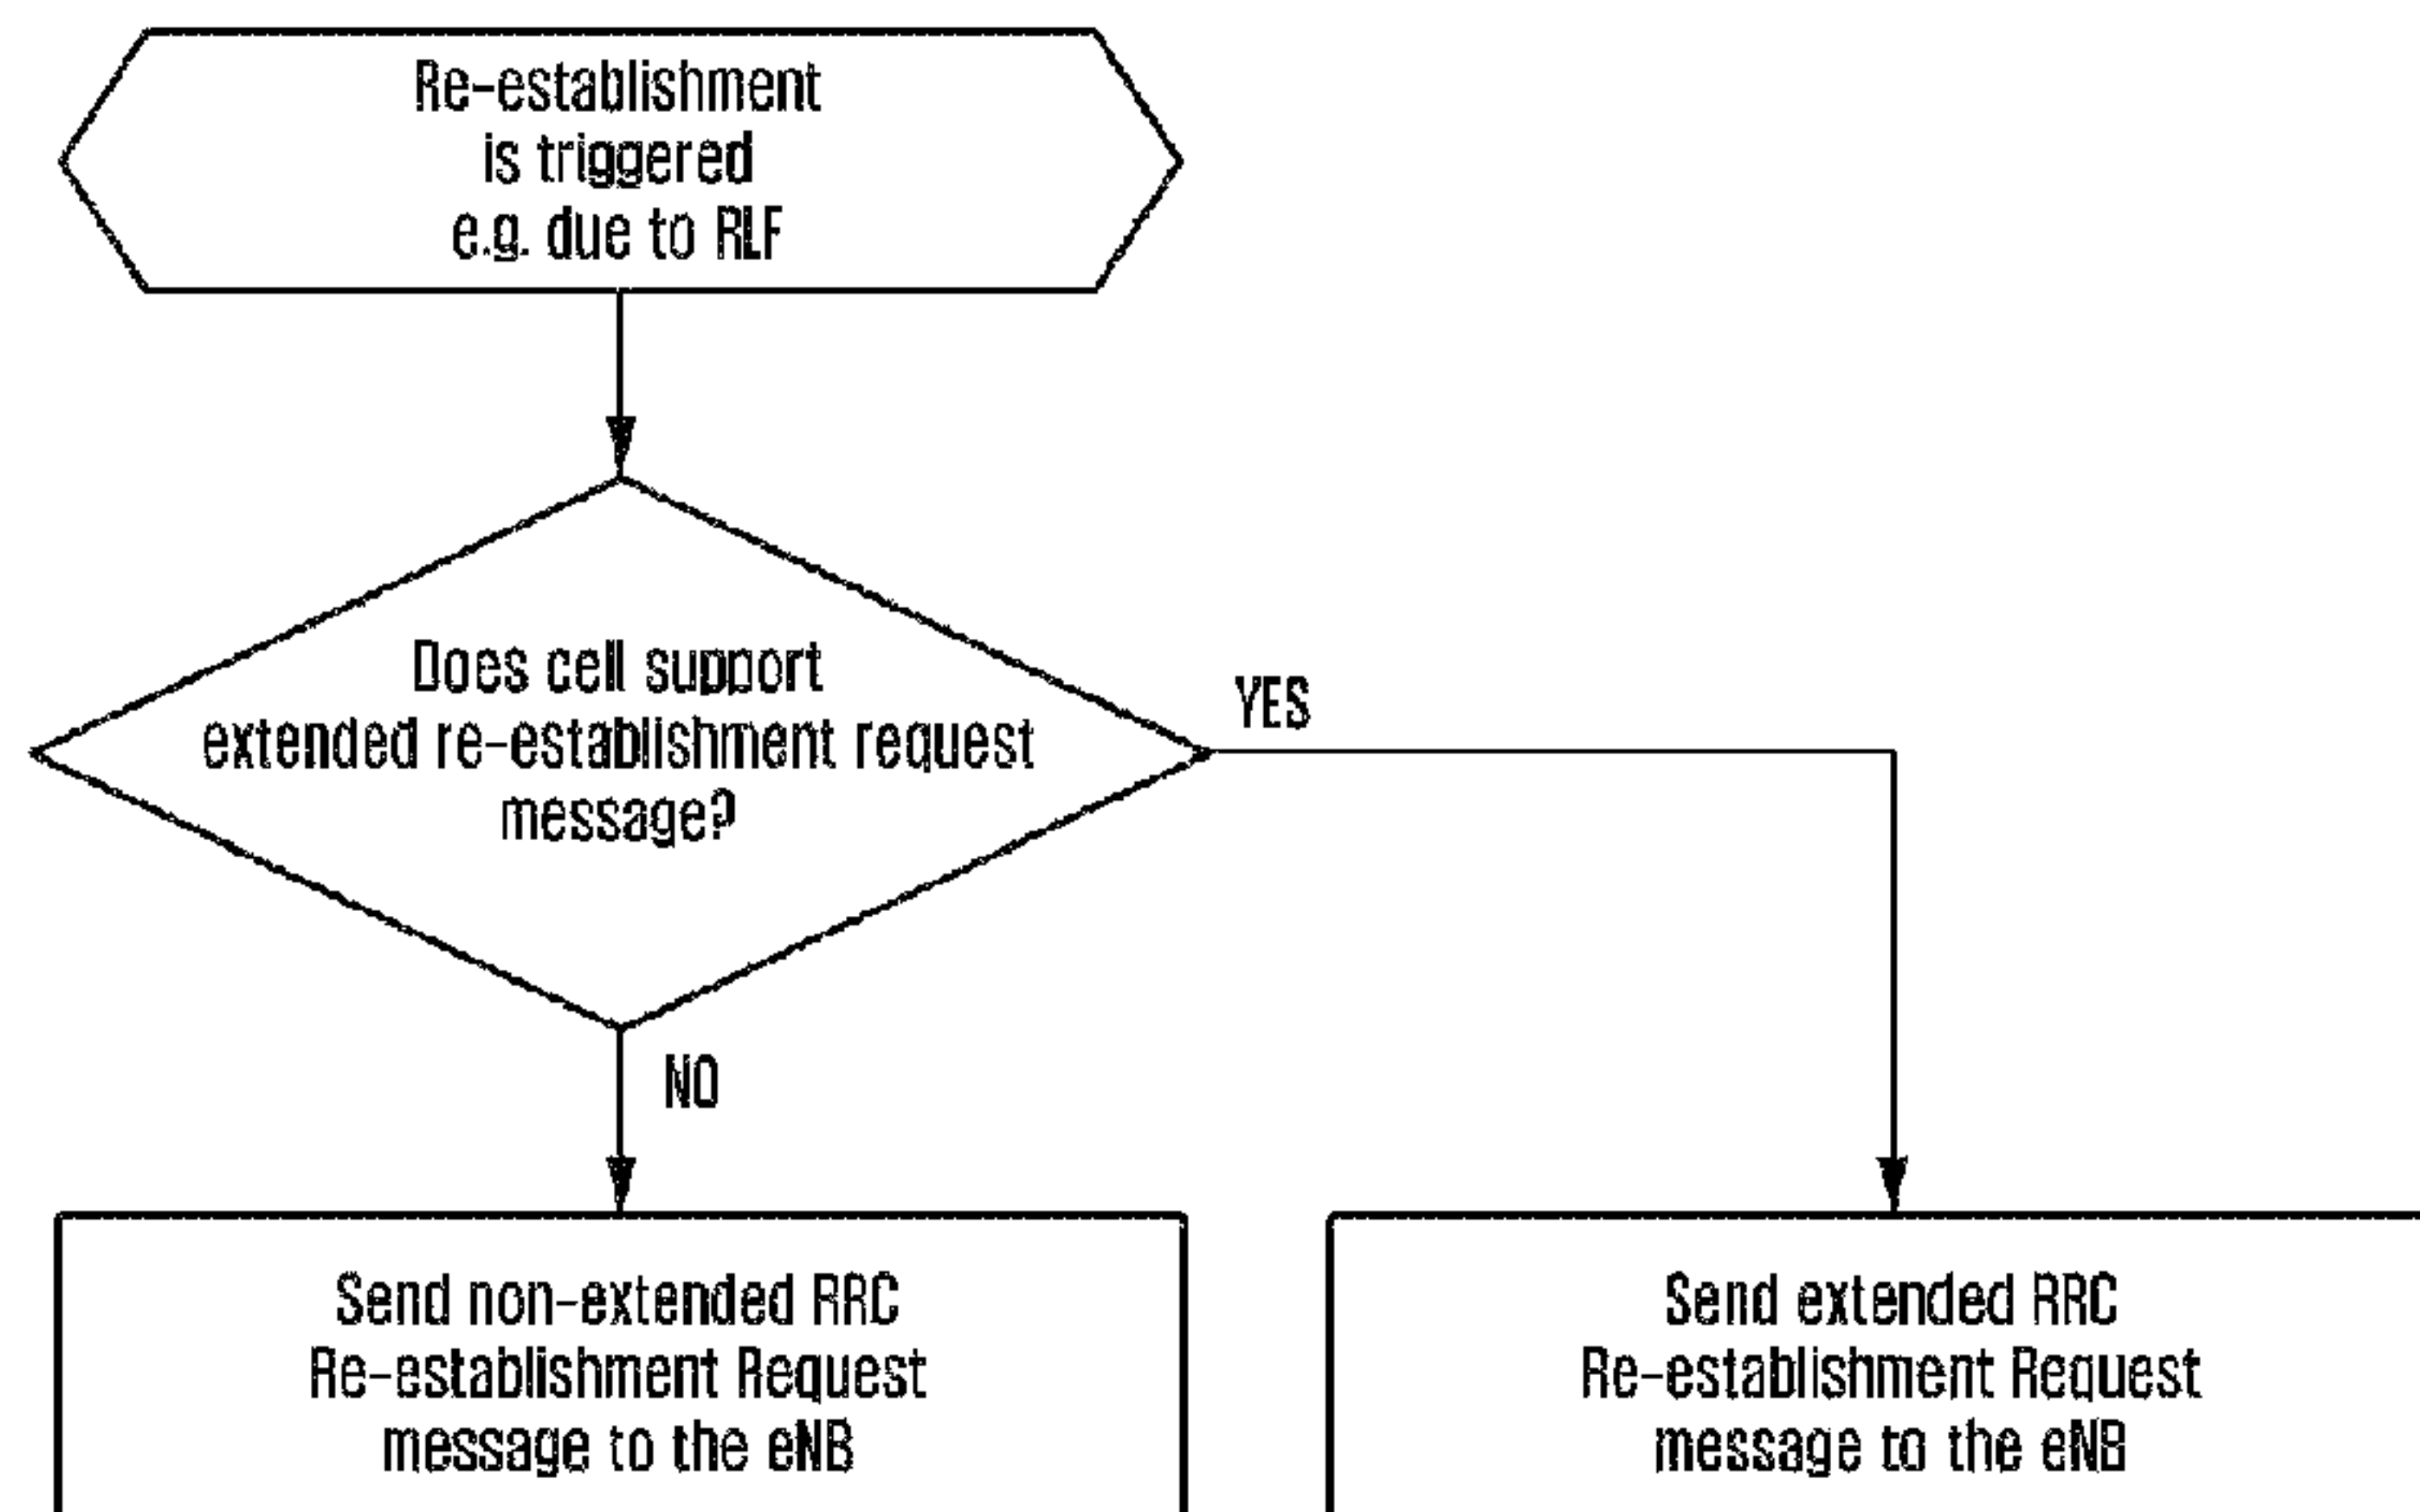 Re-establishment
is triggered
e.g. due to RLF
Does cell support
extended re-establishment request
message?
YES
NO
Send non-extended RRC
Re-establishment Request
message to the eNB
Send extended RRC
Re-establishment Request
message to the eNB